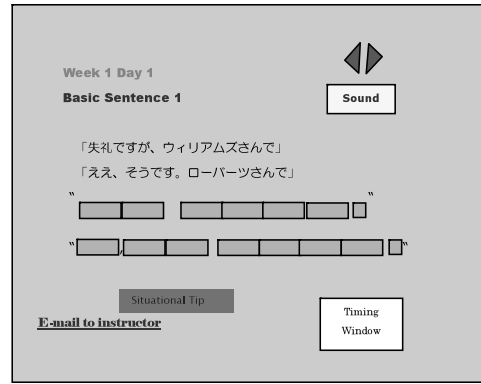 Week 1 Day 1
Basic Sentence 1
Sound
「失礼ですが、ウィリアムズさんで」
「ええ、そうです。ローバーツさんで」
Situational Tip
E-mail to instructor
Timing
Window